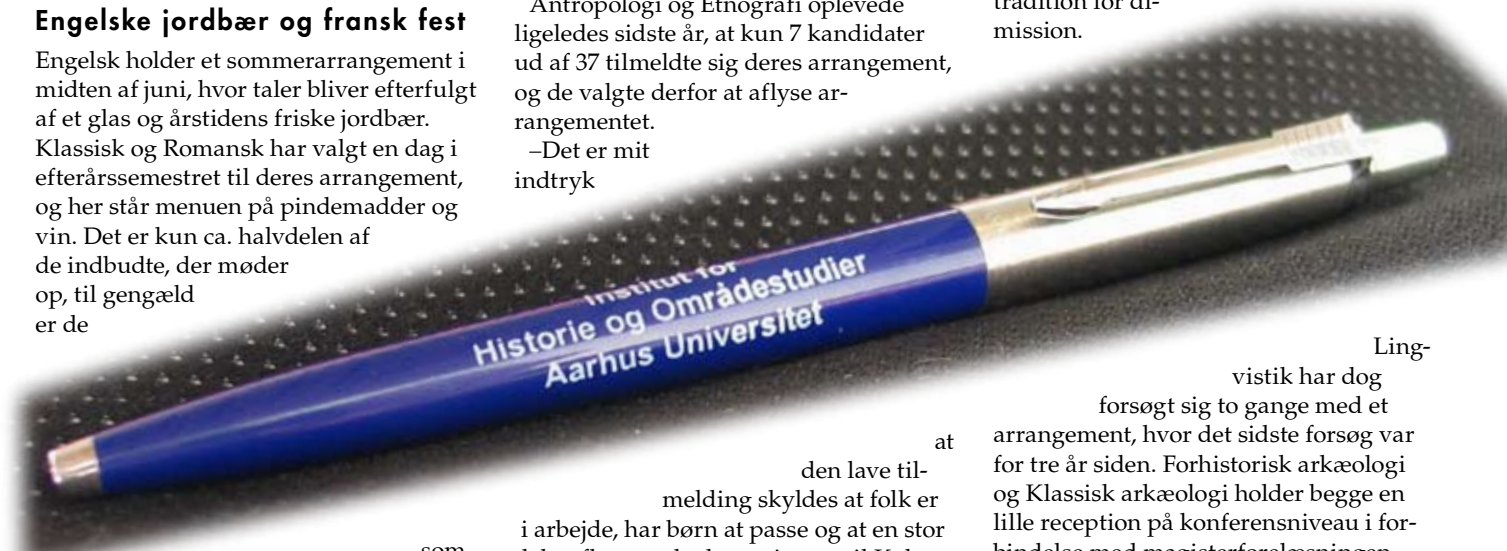 Engelske jordbær og fransk fest
Engelsk holder et sommerarrangement i
midten af juni, hvor taler bliver efterfulgt
af et glas og årstidens friske jordbær.
Klassisk og Romansk har valgt en dag i
efterårssemestret til deres arrangement,
og her står menuen på pindemadder og
vin. Det er kun ca. halvdelen af
de indbudte, der møder
op, til gengæld
er de
som
Antropologi og Etnografi oplevede
ligeledes sidste år, at kun 7 kandidater
ud af 37 tilmeldte sig deres arrangement,
og de valgte derfor at aflyse ar-
rangementet.
–Det er mit
indtryk
at
den lave til-
melding skyldes at folk er
i arbejde, har børn at passe og at en stor
tradition for di-
mission.
Ling-
vistik har dog
forsøgt sig to gange med et
arrangement, hvor det sidste forsøg var
for tre år siden. Forhistorisk arkæologi
og Klassisk arkæologi holder begge en
lille reception på konferensniveau i for-
bindelse med magisterforelæsningen
Institut for
Historie og Områdestudier
Aarhus Universitet